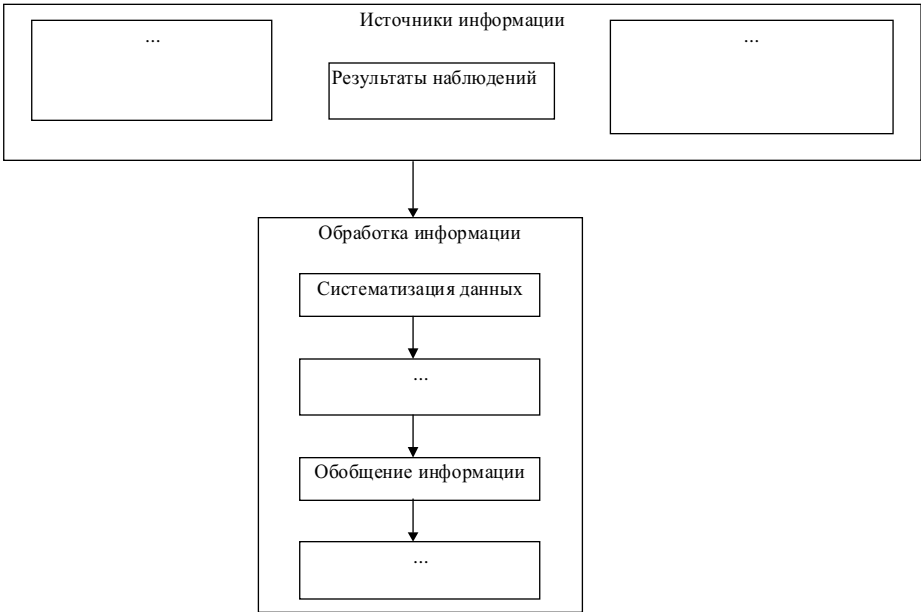 Источники информации
...
Результаты наблюдений
...
Обработка информации
Систематизация данных
...
Обобщение информации
...